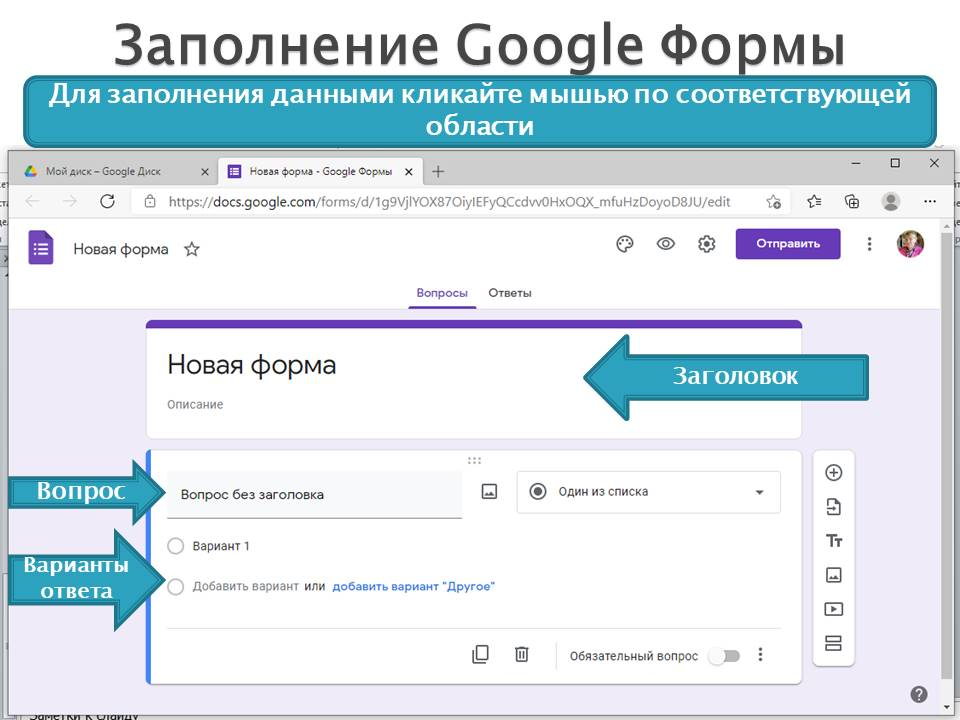 Заполнение Google Формы
Для заполнения данными кликайте мышью по соответствующей
области
Мой диск – Google Диск
Новая форма - Google Формы
https://docs.google.com/forms/d/1g9VjlYOX87OiyIEFyQCcdvv0HxOQX_mfuHzDoyoD8JU/edit
Новая форма
Отправить
Вопросы Ответы
Новая форма
Заголовок
Описание
Вопрос
Вопрос без заголовка
Один из списка
Вариант 1
Варианты
ответа
Добавить вариант или добавить вариант "Другое"
Tт
Обязательный вопрос
Заметки к слайду